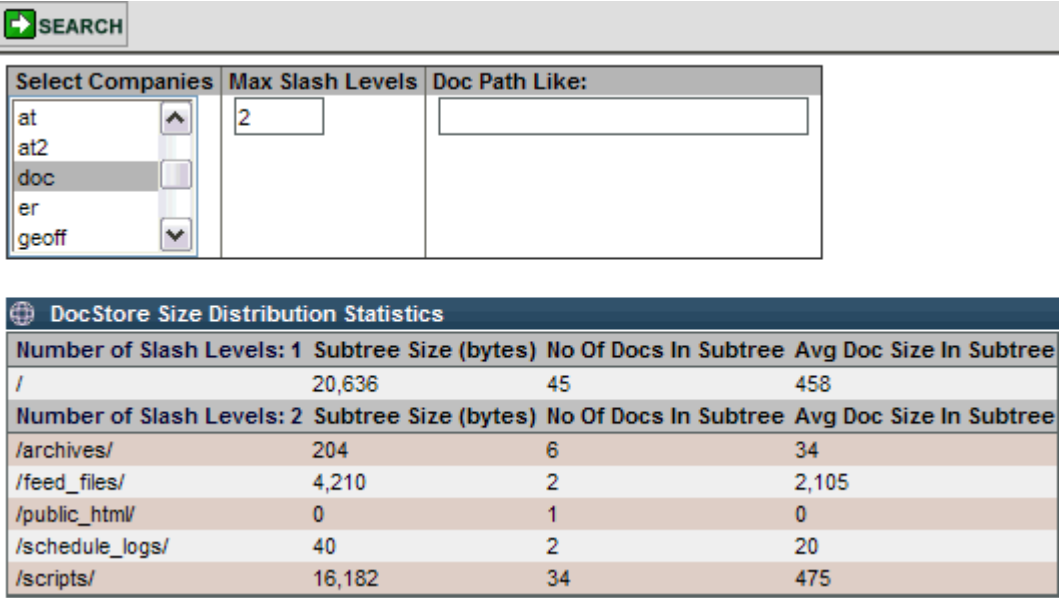 SEARCH
Select Companies Max Slash Levels Doc Path Like:
at 2
at2
doc
er
geoff
DocStore Size Distribution Statistics
Number of Slash Levels: 1 Subtree Size (bytes) No Of Docs In Subtree Avg Doc Size In Subtree
/ 20,636 45 458
Number of Slash Levels: 2 Subtree Size (bytes) No Of Docs In Subtree Avg Doc Size In Subtree
/archives/ 204 6 34
/feed_files/ 4,210 2 2,105
/public_html/ 0 1 0
/schedule_logs/ 40 2 20
/scripts/ 16,182 34 475